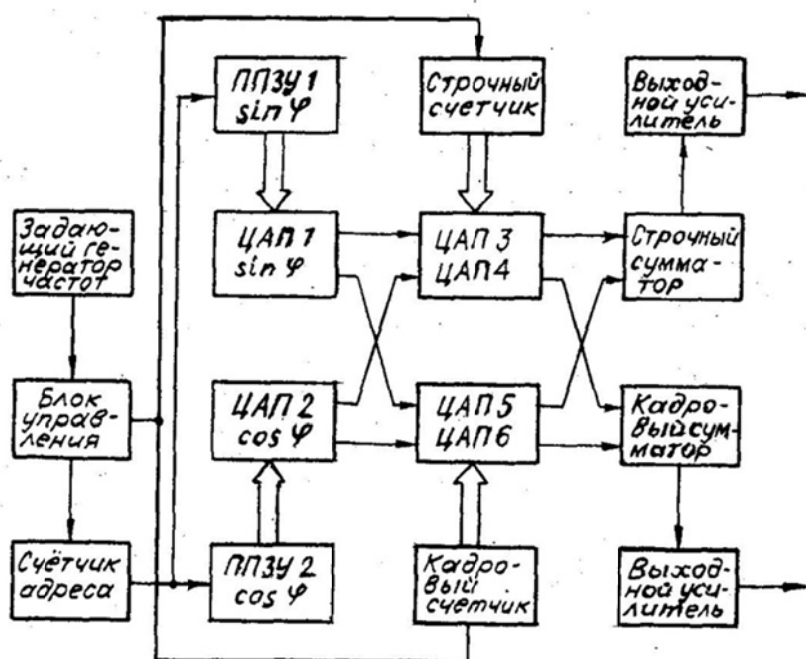 ППЗУ 1
sin φ
Строчный
счетчик
Выход-
ной уси-
литель
Задаю-
щий ге-
нератор
частот
ЦАП 1
sin φ
ЦАП 3
ЦАП 4
Строчный
сумма-
тор
Блок
управ-
ления
ЦАП 2
cos φ
ЦАП 5
ЦАП 6
Кадро-
вый сум-
матор
Счётчик
адреса
ППЗУ 2
cos φ
Кадро-
вый
счетчик
Выход-
ной уси-
литель